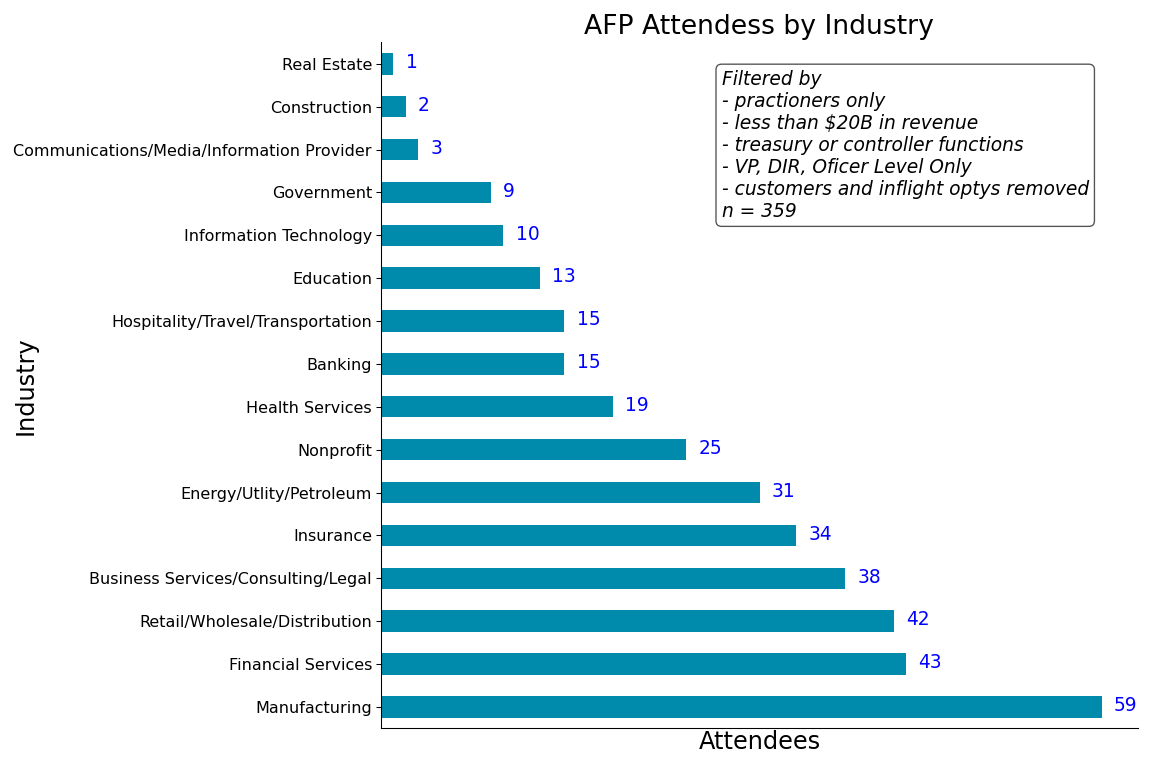 AFP Attendess by Industry
Real Estate 1
Construction 2
Communications/Media/Information Provider 3
Government 9
Information Technology 10
Education 13
Hospitality/Travel/Transportation 15
Banking 15
Health Services 19
Nonprofit 25
Energy/Utlity/Petroleum 31
Insurance 34
Business Services/Consulting/Legal 38
Retail/Wholesale/Distribution 42
Financial Services 43
Manufacturing 59
Filtered by
- practioners only
- less than $20B in revenue
- treasury or controller functions
- VP, DIR, Oficer Level Only
- customers and inflight optys removed
n = 359
Industry
Attendees